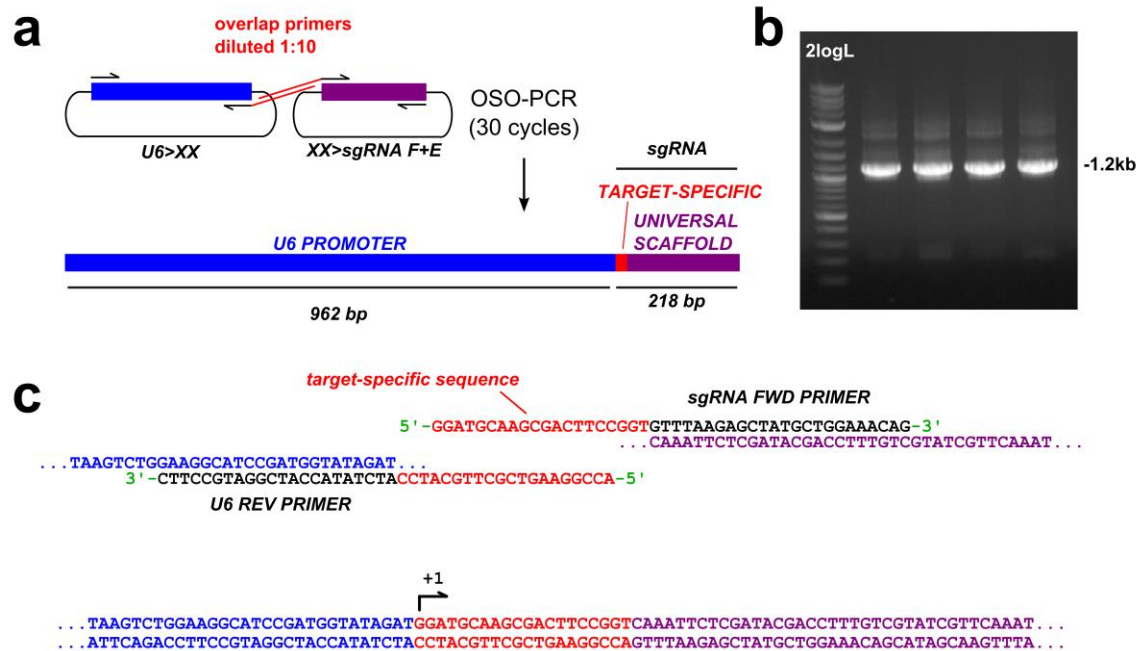 a
overlap primers
diluted 1:10
U6>XX
XX>sgRNA F+E
OSO-PCR
(30 cycles)
sgRNA
TARGET-SPECIFIC
UNIVERSAL
SCAFFOLD
U6 PROMOTER
962 bp
218 bp
b
2logL
-1.2kb
c
target-specific sequence
sgRNA FWD PRIMER
5'-GGATGCAAGCGACTTCCGGTGTTTAAGAGCTATGCTGGAAACAG-3'
...CAAATTCTCGATACGACCTTTGTCGTATCGTTCAAAT...
...TAAGTCTGGAAGGCATCCGATGGTATAGAT...
3'-CTTCCGTAGGCTACCATATCTACCTACGTTCGCTGAAGGCCA-5'
U6 REV PRIMER
+1
...TAAGTCTGGAAGGCATCCGATGGTATAGATGGATGCAAGCGACTTCCGGTCAAATTCTCGATACGACCTTTGTCGTATCGTTCAAAT...
...ATTCAGACCTTCCGTAGGCTACCATATCTACCTACGTTCGCTGAAGGCCAGTTTAAGAGCTATGCTGGAAACAGCATAGCAAGTTTA...